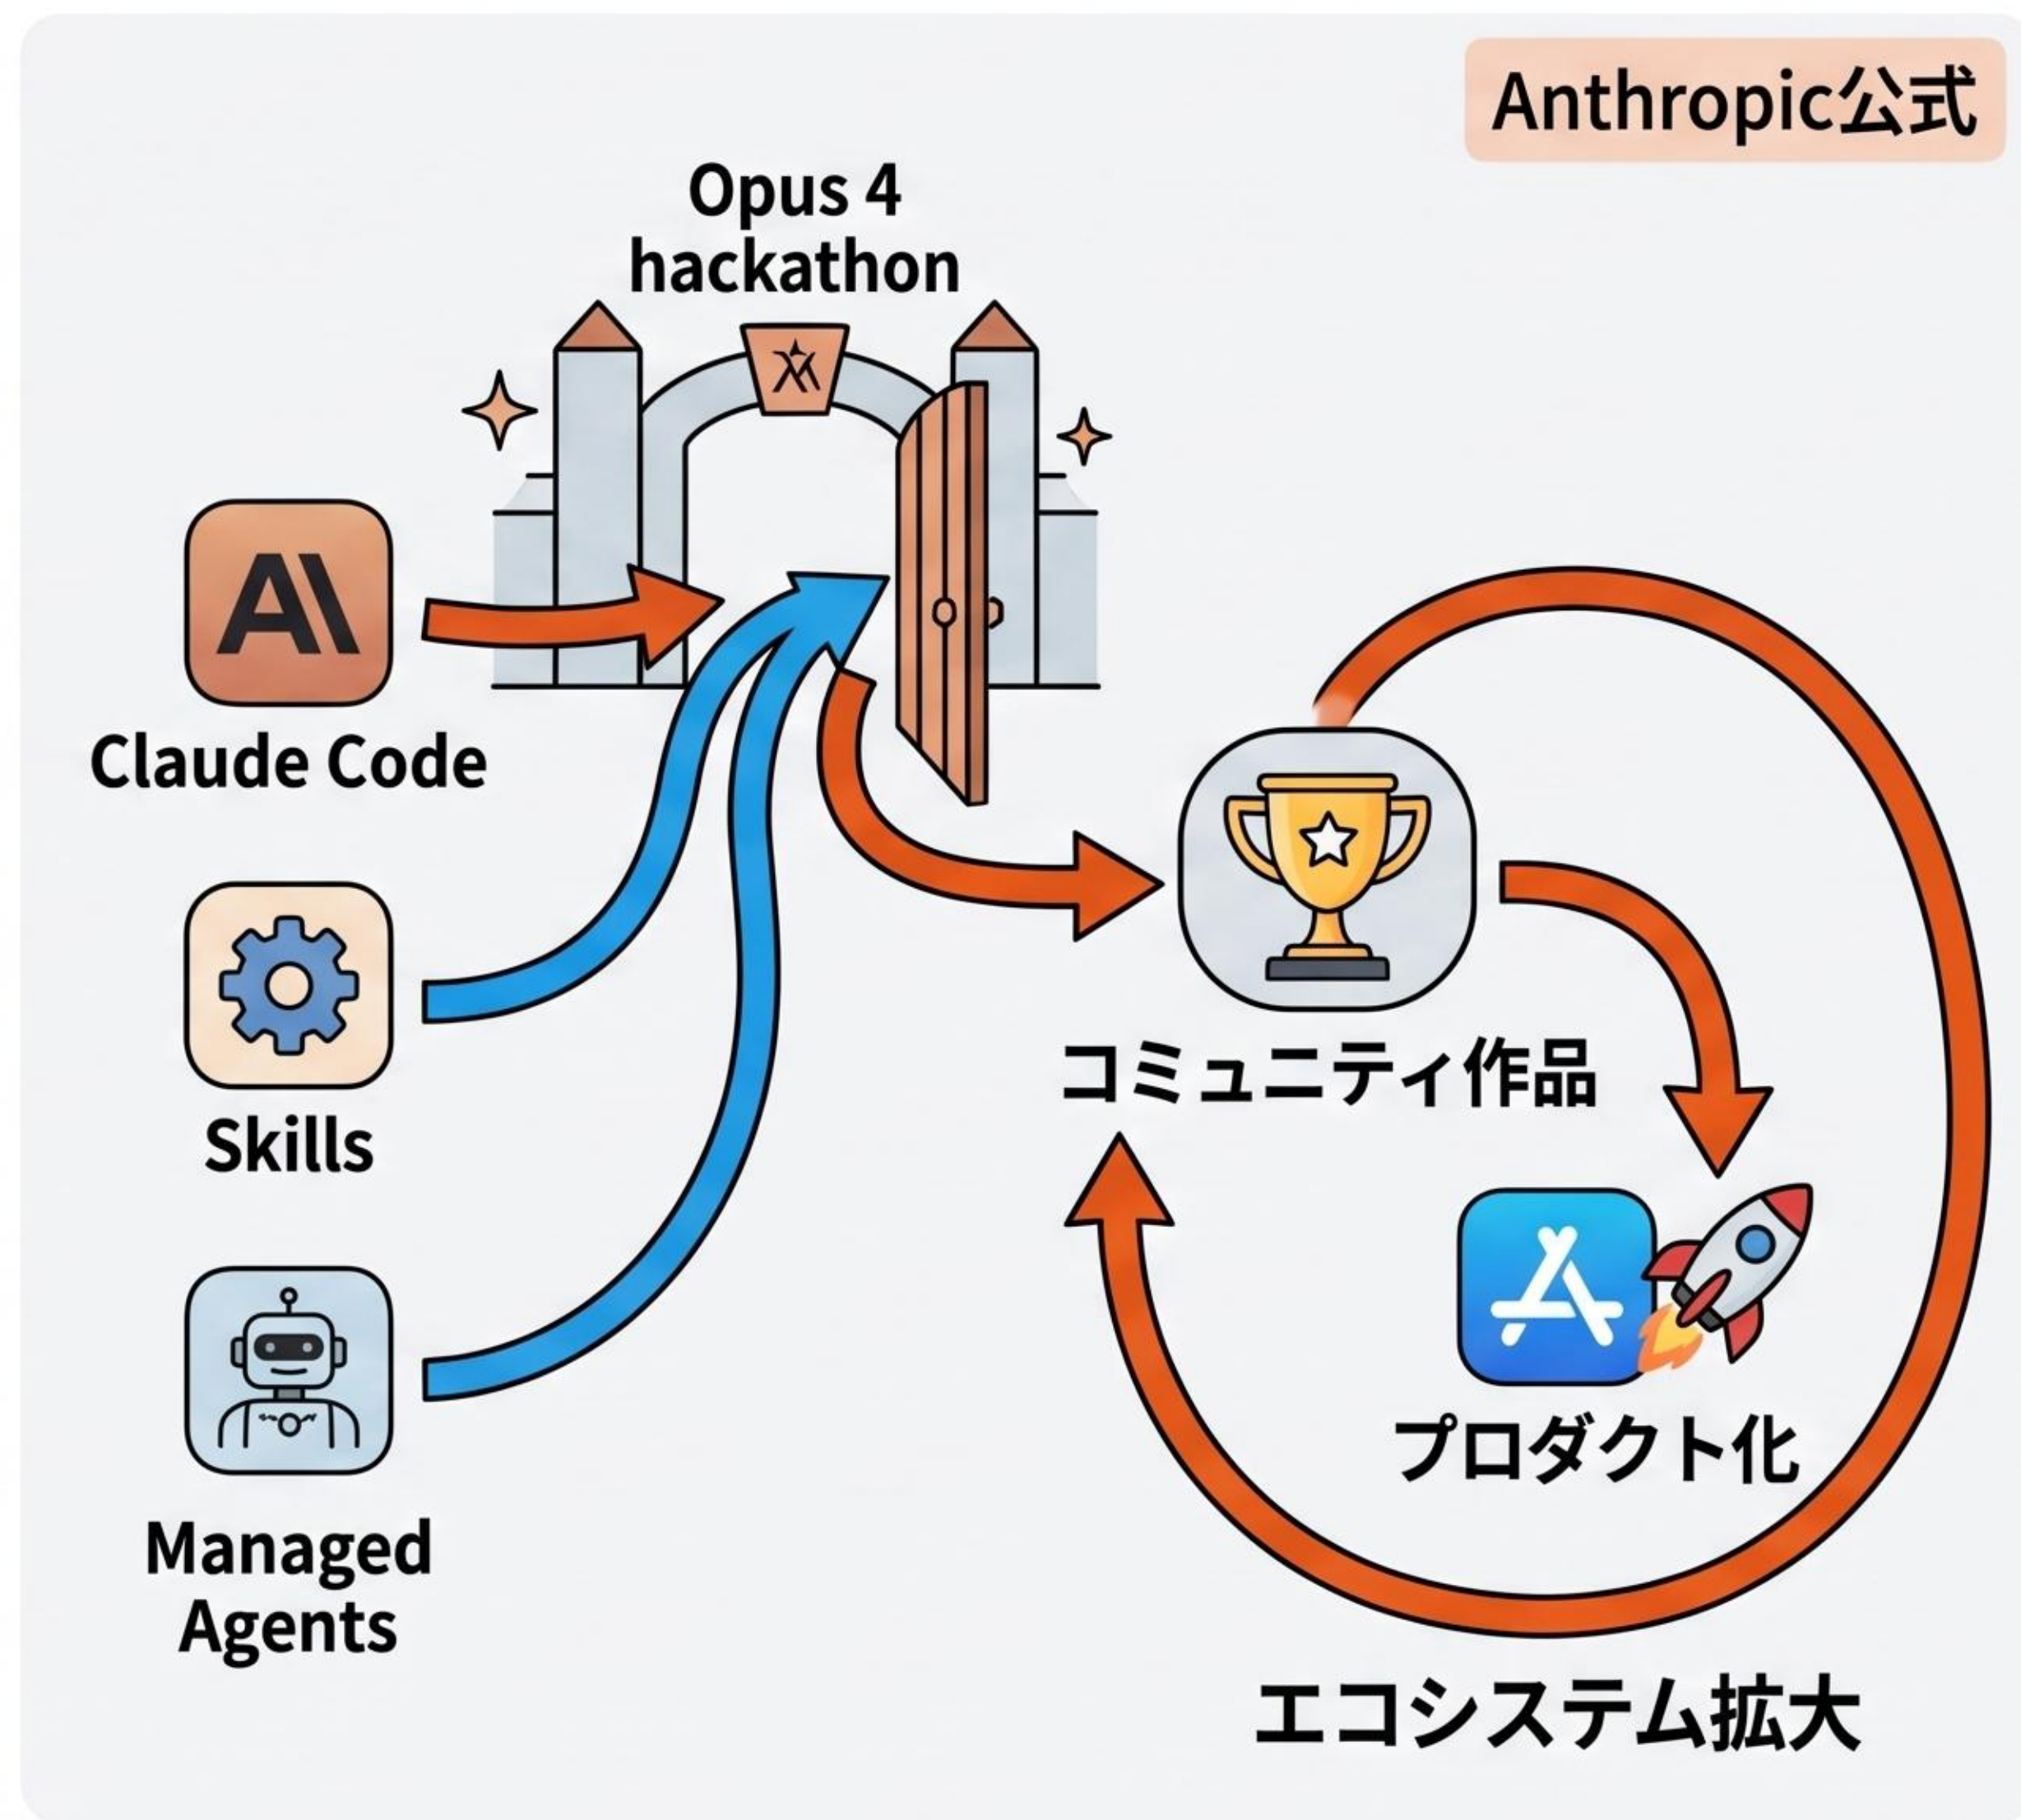 Anthropic公式
Opus 4
hackathon
Claude Code
Skills
Managed
Agents
コミュニティ作品
プロダクト化
エコシステム拡大